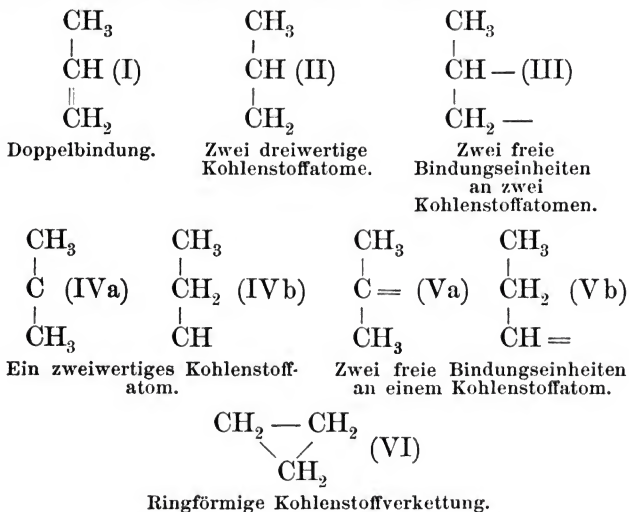 CH₃ CH₃ CH₃
CH (I) CH (II) CH — (III)
CH₂ CH₂ CH₂ —
Doppelbindung. Zwei dreiwertige Zwei freie
Kohlenstoffatome. Bindungseinheiten
an zwei
Kohlenstoffatomen.
CH₃ CH₃ CH₃ CH₃
C (IVa) CH₂ (IVb) C = (Va) CH₂ (Vb)
CH₃ CH CH₃ CH =
Ein zweiwertiges Kohlenstoff- Zwei freie Bindungseinheiten
atom. an einem Kohlenstoffatom.
CH₂ — CH₂
(VI)
CH₂
Ringförmige Kohlenstoffverkettung.